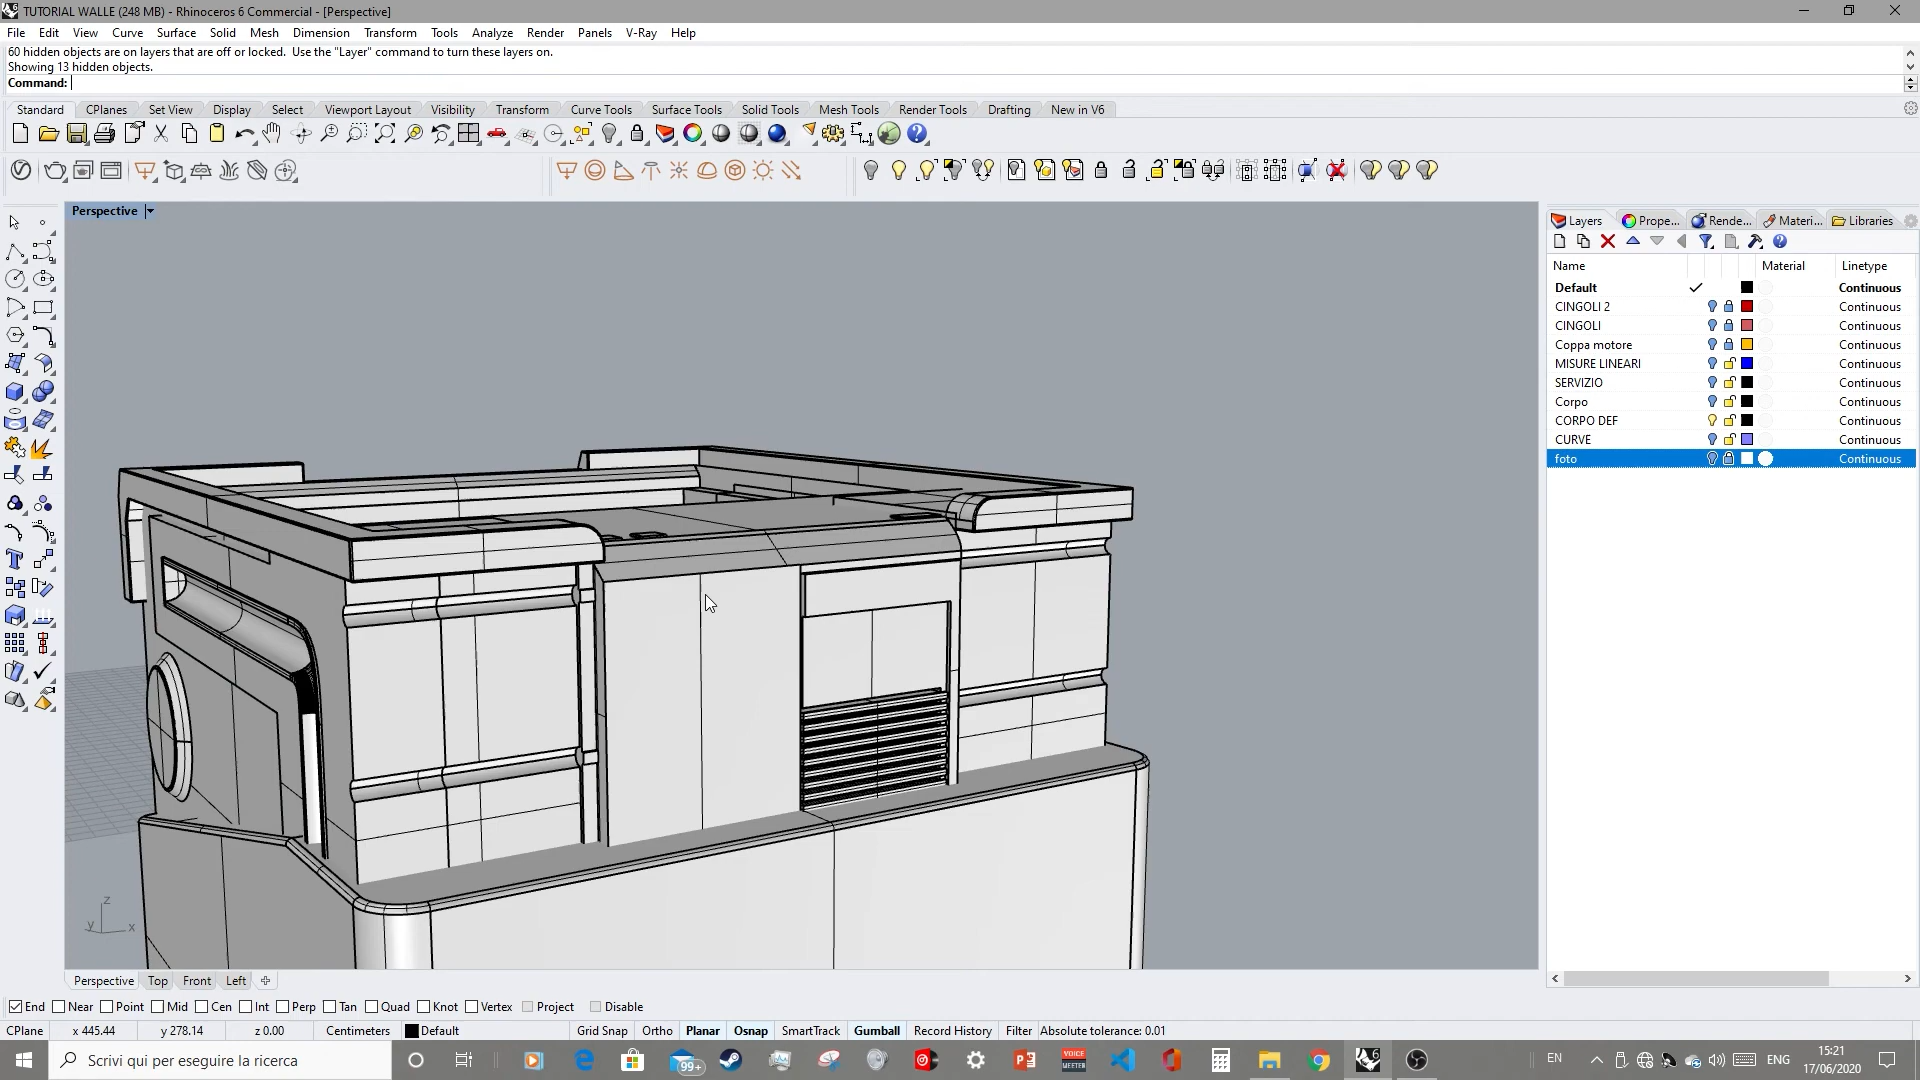 TUTORIAL WALLE (248 MB) - Rhinoceros 6 Commercial - [Perspective]
File Edit View Curve Surface Solid Mesh Dimension Transform Tools Analyze Render Panels V-Ray Help
60 hidden objects are on layers that are off or locked. Use the "Layer" command to turn these layers on.
Showing 13 hidden objects.
Command:
Standard CPlanes Set View Display Select Viewport Layout Visibility Transform Curve Tools Surface Tools Solid Tools Mesh Tools Render Tools Drafting New in V6
Perspective
Layers Prope... Rende... Materi... Libraries
Name Material Linetype
Default Continuous
CINGOLI 2 Continuous
CINGOLI Continuous
Coppa motore Continuous
MISURE LINEARI Continuous
SERVIZIO Continuous
Corpo Continuous
CORPO DEF Continuous
CURVE Continuous
foto Continuous
z
y x
Perspective Top Front Left
End Near Point Mid Cen Int Perp Tan Quad Knot Vertex Project Disable
CPlane x 445.44 y 278.14 z 0.00 Centimeters Default Grid Snap Ortho Planar Osnap SmartTrack Gumball Record History Filter Absolute tolerance: 0.01
Scrivi qui per eseguire la ricerca
99+
VOICE MEETER
EN
ENG
15:21
17/06/2020